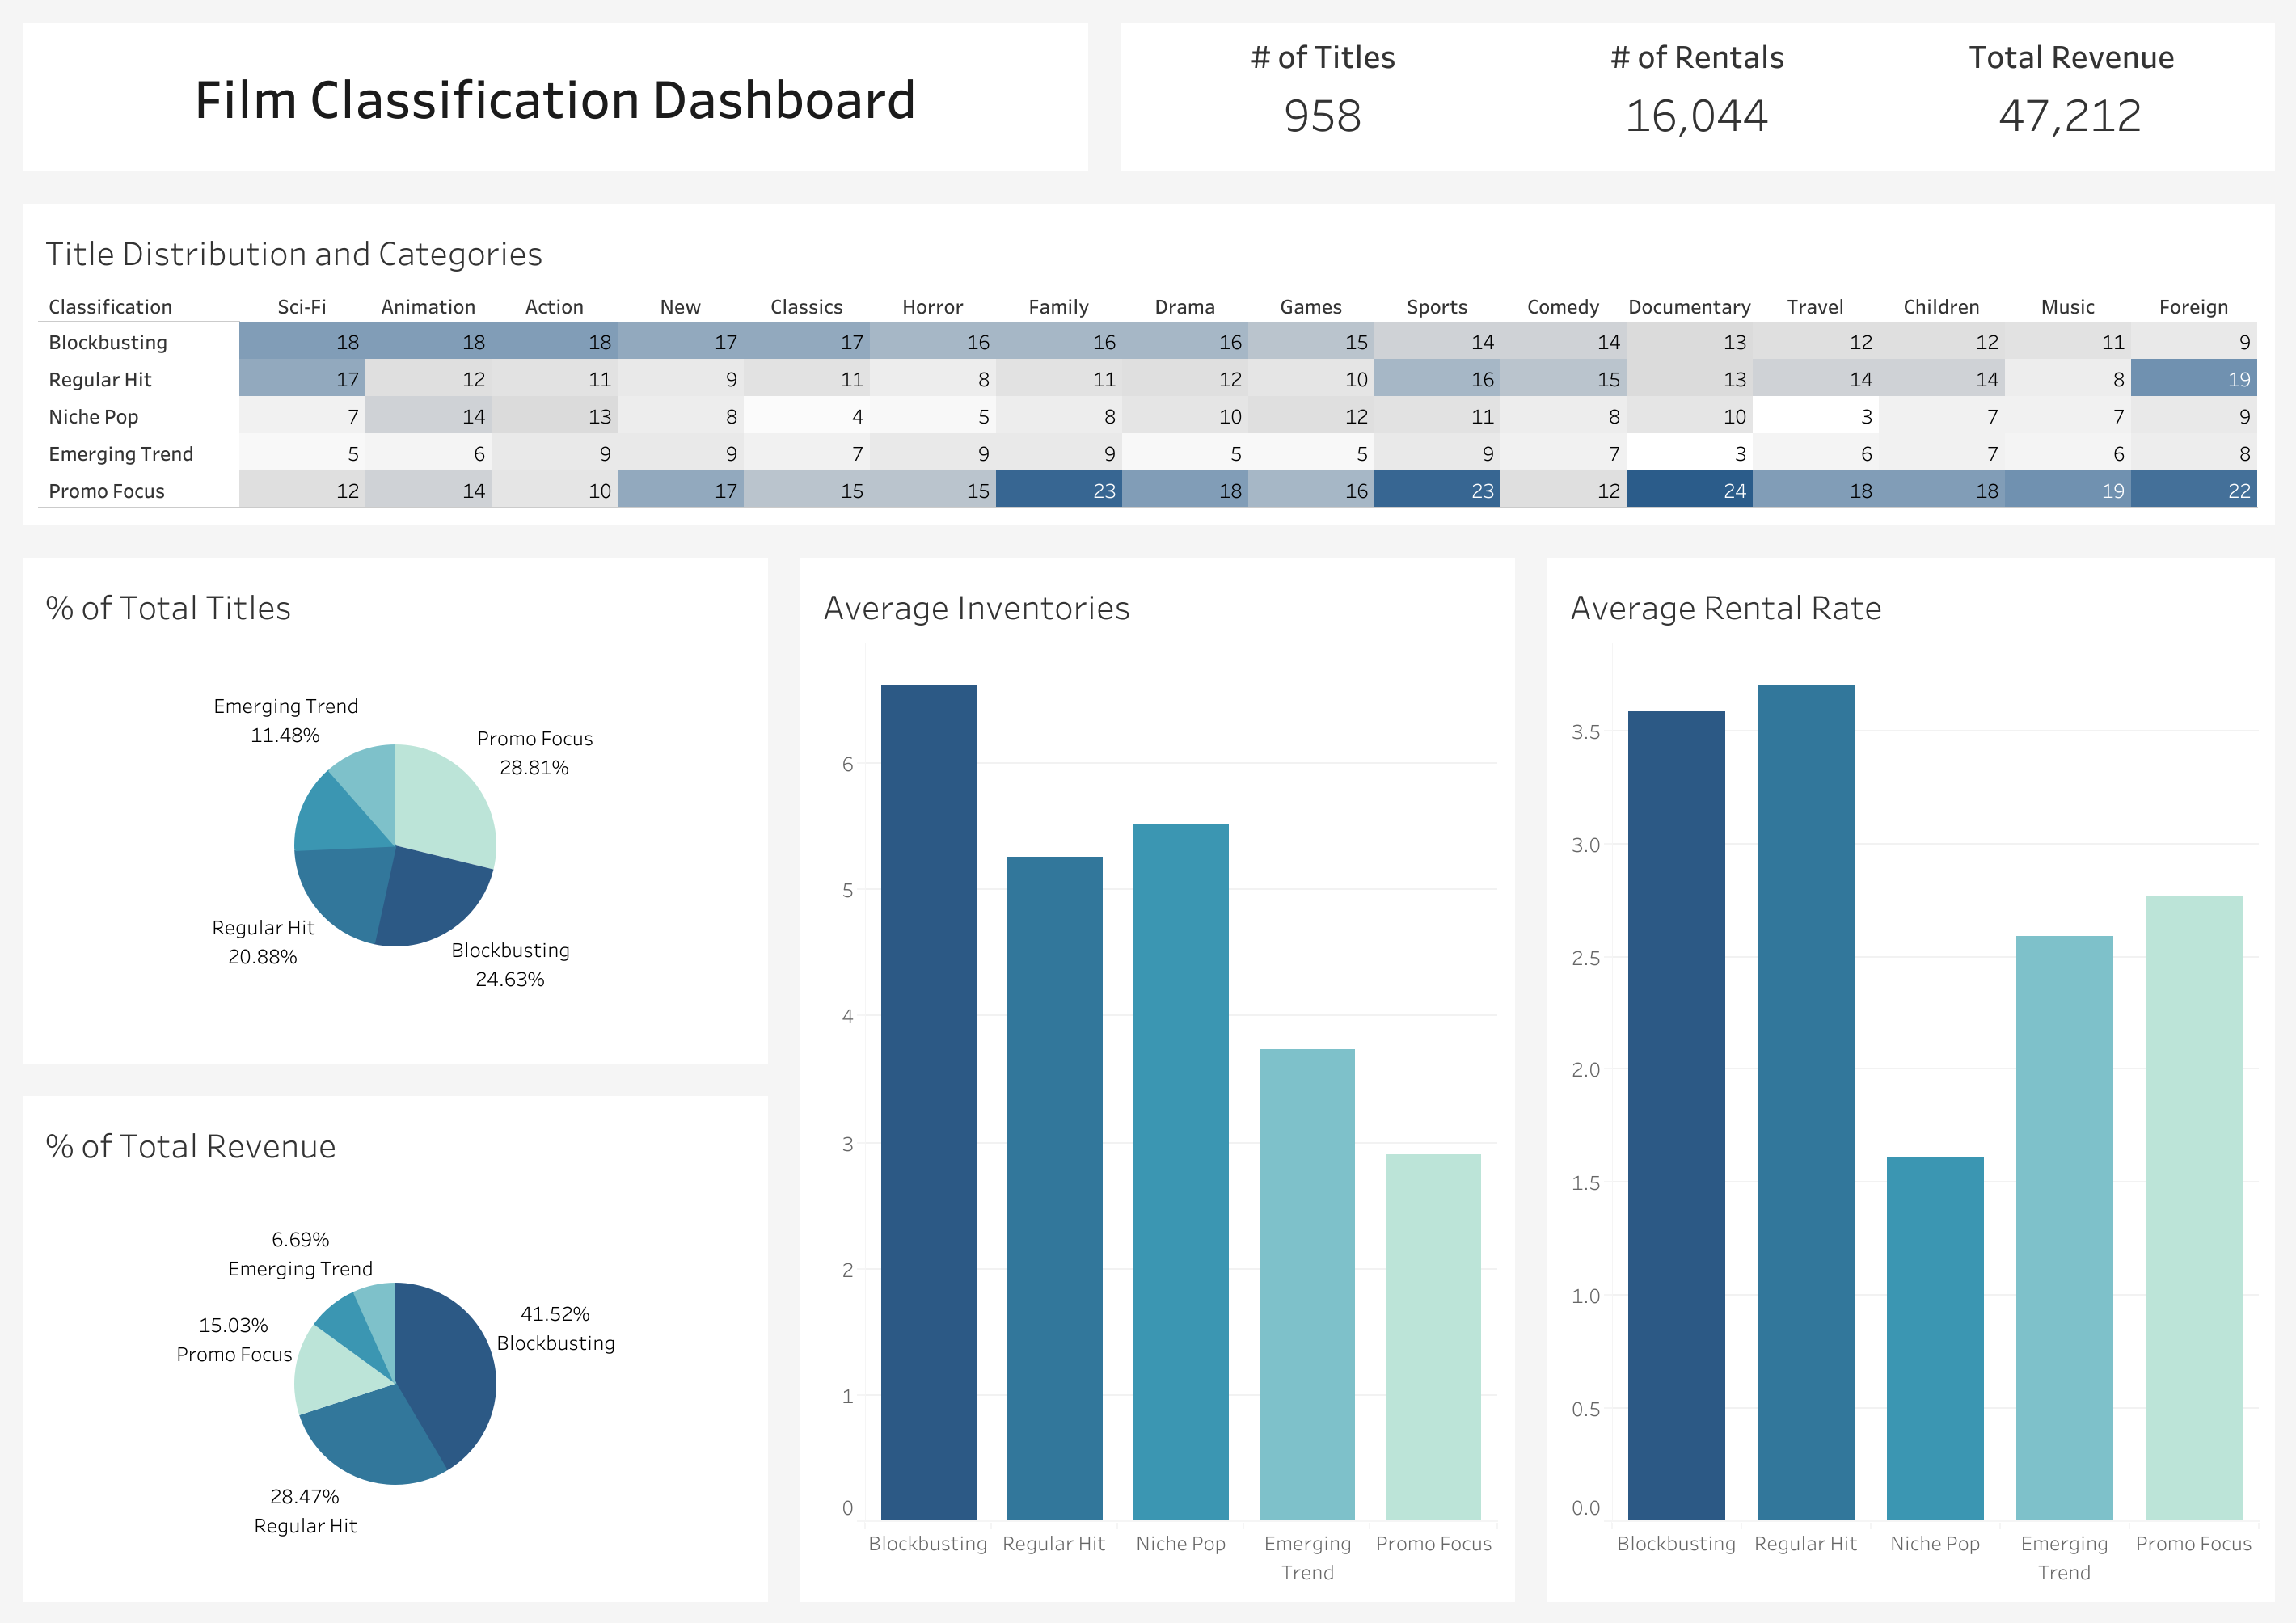 Film Classification Dashboard
# of Titles # of Rentals Total Revenue
958 16,044 47,212
Title Distribution and Categories
Classification Sci-Fi Animation Action New Classics Horror Family Drama Games Sports Comedy Documentary Travel Children Music Foreign
Blockbusting 18 18 18 17 17 16 16 16 15 14 14 13 12 12 11 9
Regular Hit 17 12 11 9 11 8 11 12 10 16 15 13 14 14 8 19
Niche Pop 7 14 13 8 4 5 8 10 12 11 8 10 3 7 7 9
Emerging Trend 5 6 9 9 7 9 9 5 5 9 7 3 6 7 6 8
Promo Focus 12 14 10 17 15 15 23 18 16 23 12 24 18 18 19 22
% of Total Titles
Emerging Trend
11.48%
Promo Focus
28.81%
Regular Hit
20.88%
Blockbusting
24.63%
% of Total Revenue
6.69%
Emerging Trend
41.52%
Blockbusting
15.03%
Promo Focus
28.47%
Regular Hit
Average Inventories
6
5
4
3
2
1
0
Blockbusting Regular Hit Niche Pop Emerging Promo Focus
Trend
Average Rental Rate
3.5
3.0
2.5
2.0
1.5
1.0
0.5
0.0
Blockbusting Regular Hit Niche Pop Emerging Promo Focus
Trend